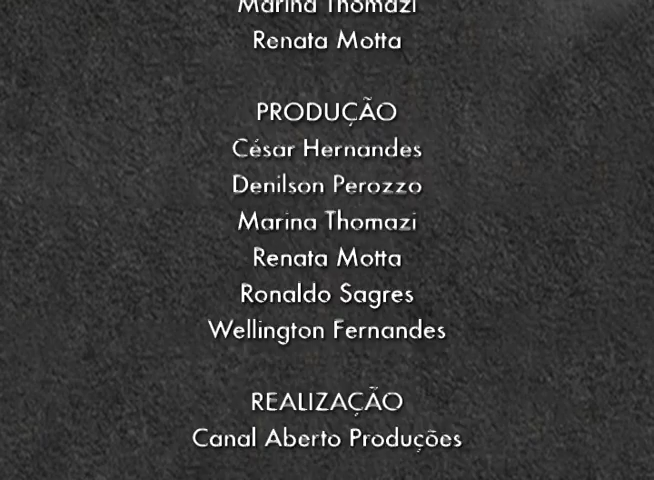 Marina Thomazi
Renata Motta
PRODUÇÃO
César Hernandes
Denilson Perozzo
Marina Thomazi
Renata Motta
Ronaldo Sagres
Wellington Fernandes
REALIZAÇÃO
Canal Aberto Produções